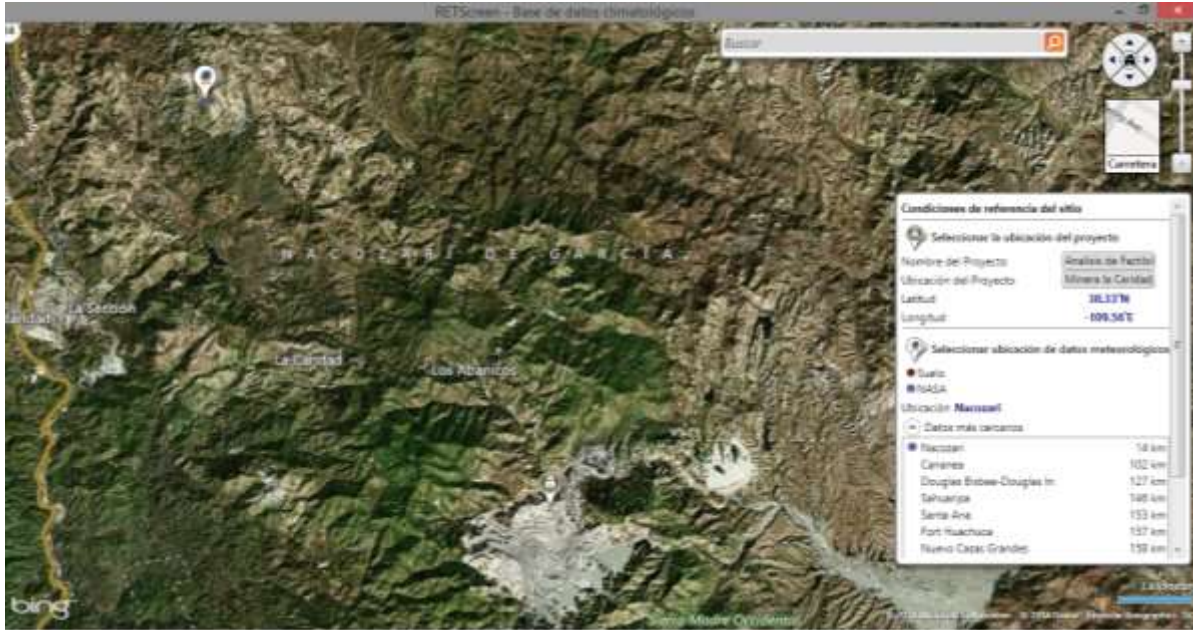 RETScreen - Base de datos climatológicos
Buscar
Carretera
NACOZARI DE GARCÍA
La Sección
La Caridad
Los Abanicos
Sierra Madre Occidental
bing
Condiciones de referencia del sitio
Seleccionar la ubicación del proyecto
Nombre del Proyecto Analisis de Factibil
Ubicación del Proyecto Minera la Caridad
Latitud
Longitud
Seleccionar ubicación de datos meteorológicos
Suelo
NASA
Ubicación Nacozari
Datos más cercanos
Nacozari 14 km
Cananea 102 km
Douglas Bisbee-Douglas In 127 km
Sahuaripa 146 km
Santa Ana 153 km
Fort Huachuca 157 km
Nuevo Casas Grandes 158 km